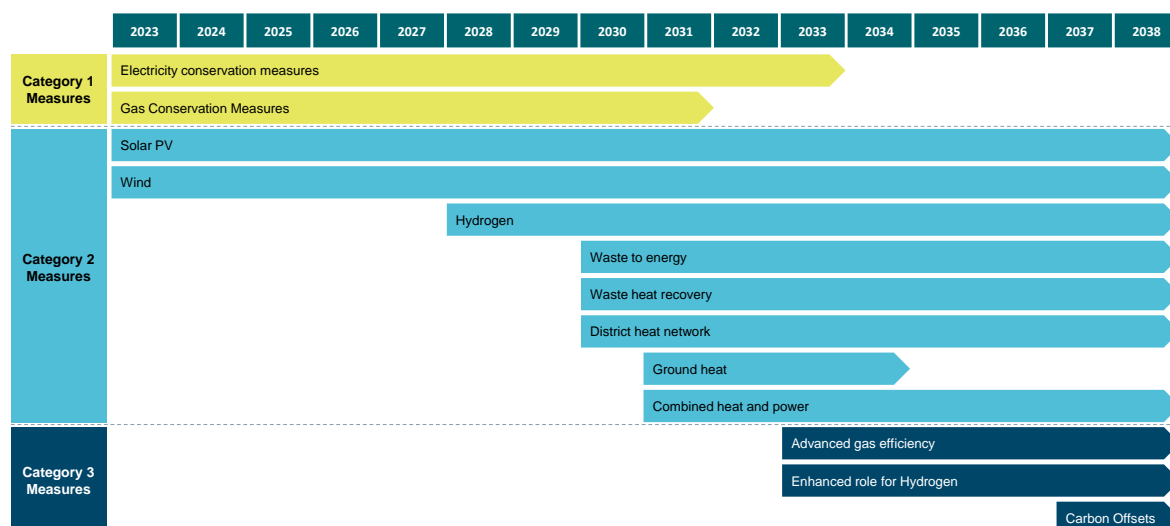 2023 2024 2025 2026 2027 2028 2029 2030 2031 2032 2033 2034 2035 2036 2037 2038
Category 1
Measures
Electricity conservation measures
Gas Conservation Measures
Category 2
Measures
Solar PV
Wind
Hydrogen
Waste to energy
Waste heat recovery
District heat network
Ground heat
Combined heat and power
Category 3
Measures
Advanced gas efficiency
Enhanced role for Hydrogen
Carbon Offsets